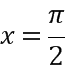 x = π/2